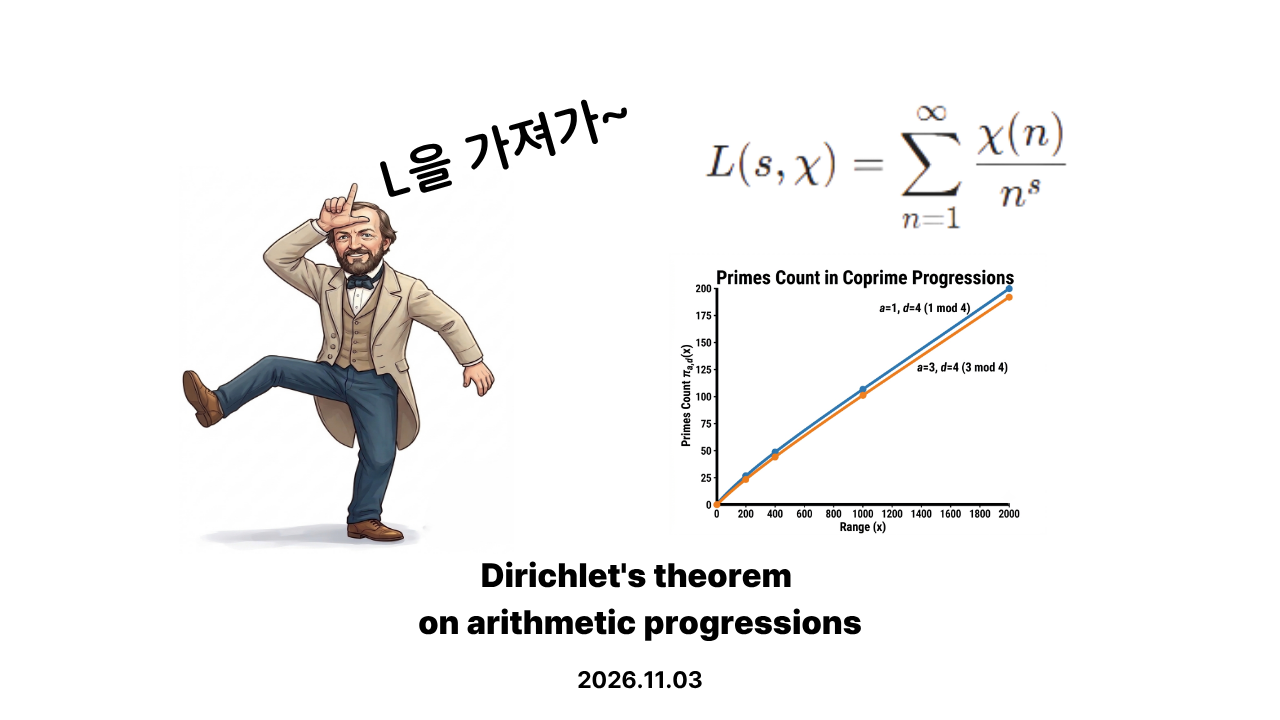 L을 가져가~
L(s, χ) = ∑_{n=1}^{∞} χ(n)/n^s
Primes Count in Coprime Progressions
200
175
150
125
100
75
50
25
0
Primes Count π_{a,d}(x)
a=1, d=4 (1 mod 4)
a=3, d=4 (3 mod 4)
0 200 400 600 800 1000 1200 1400 1600 1800 2000
Range (x)
Dirichlet's theorem
on arithmetic progressions
2026.11.03